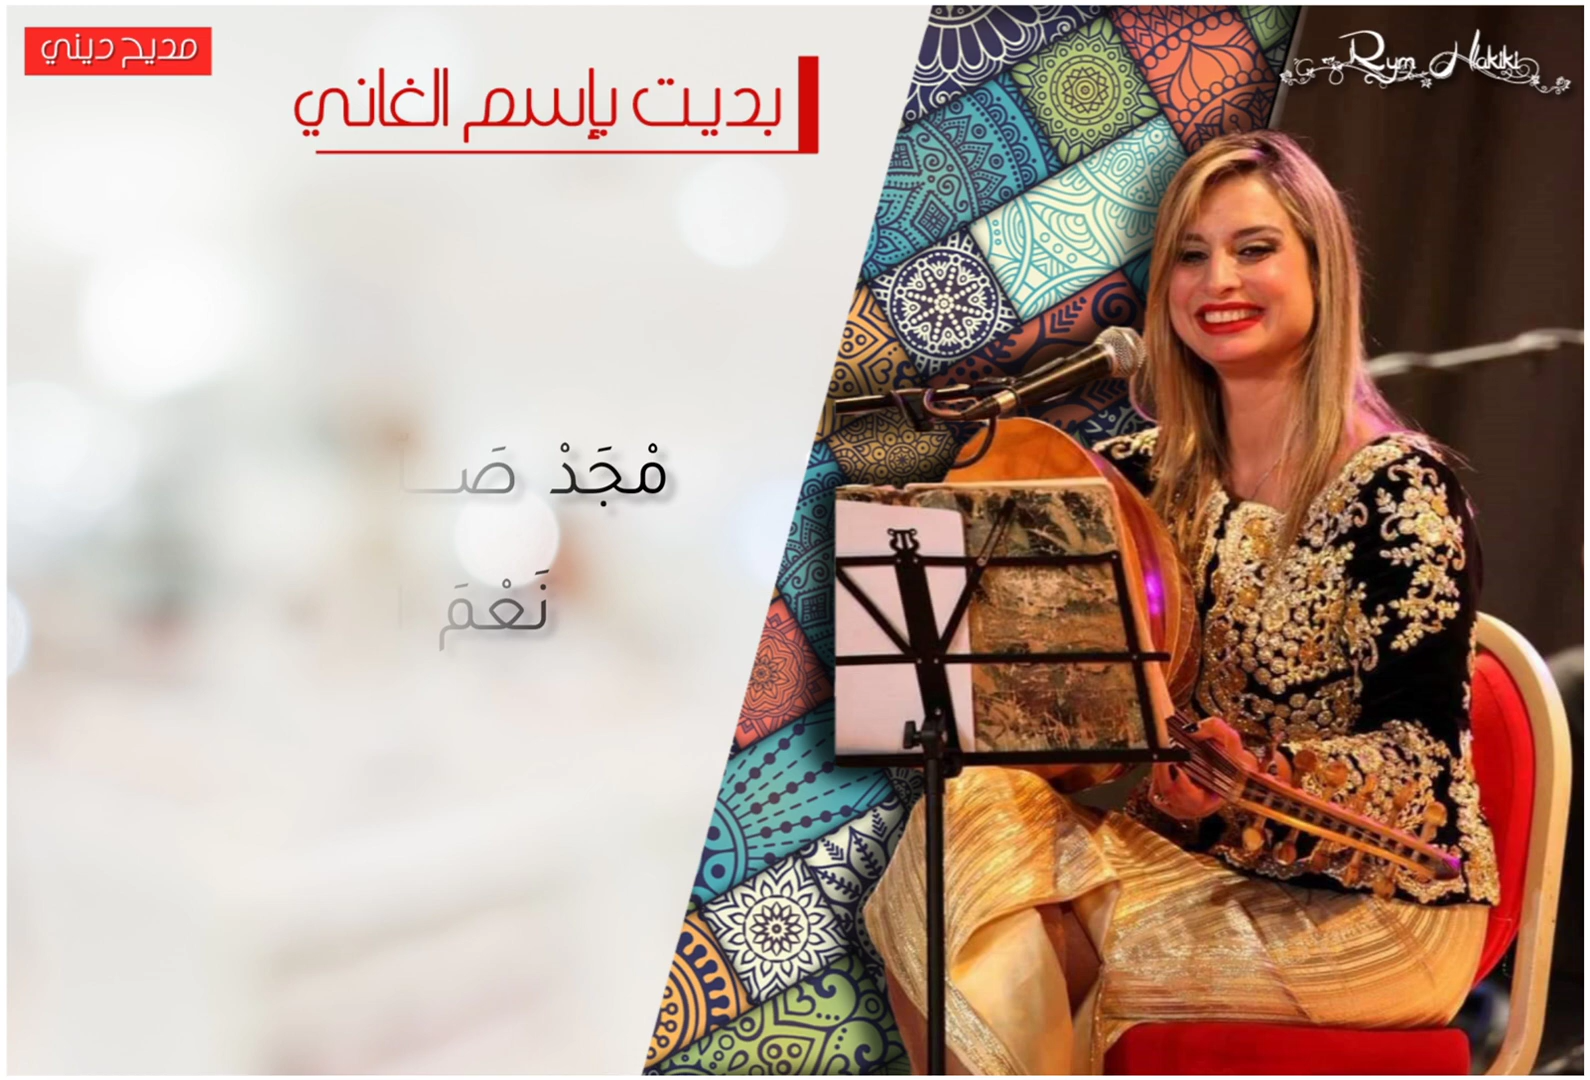 مديح ديني
Rym Hakiki
بديت بإسم الغاني
مْجَدْ صَـ
نَعْمَ